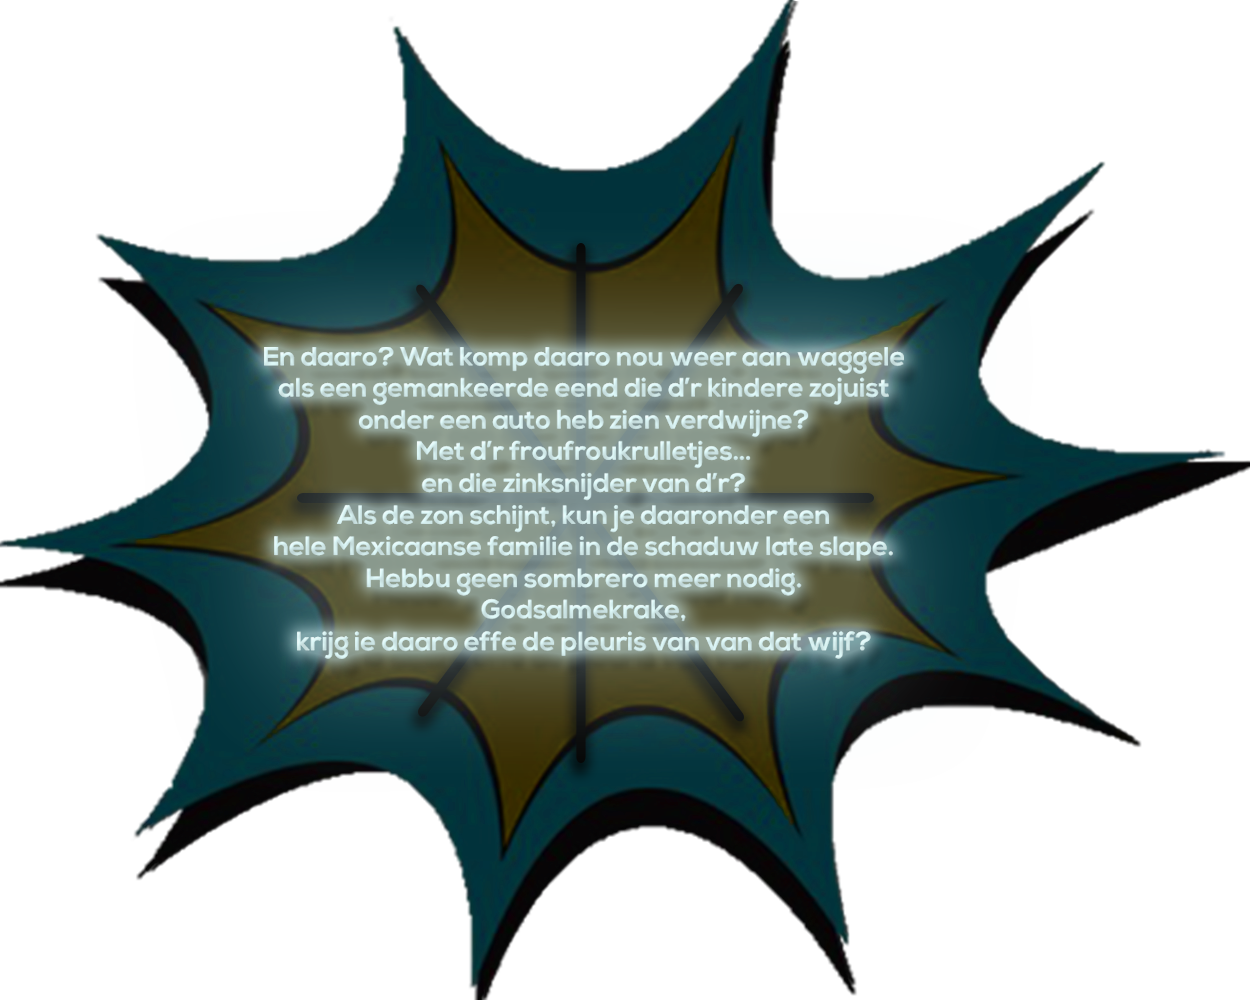 En daaro? Wat komp daaro nou weer aan waggele
als een gemankeerde eend die d'r kindere zojuist
onder een auto heb zien verdwijne?
Met d'r froufroukrulletjes...
en die zinksnijder van d'r?
Als de zon schijnt, kun je daaronder een
hele Mexicaanse familie in de schaduw late slape.
Hebbu geen sombrero meer nodig.
Godsalmekrake,
krijg ie daaro effe de pleuris van van dat wijf?